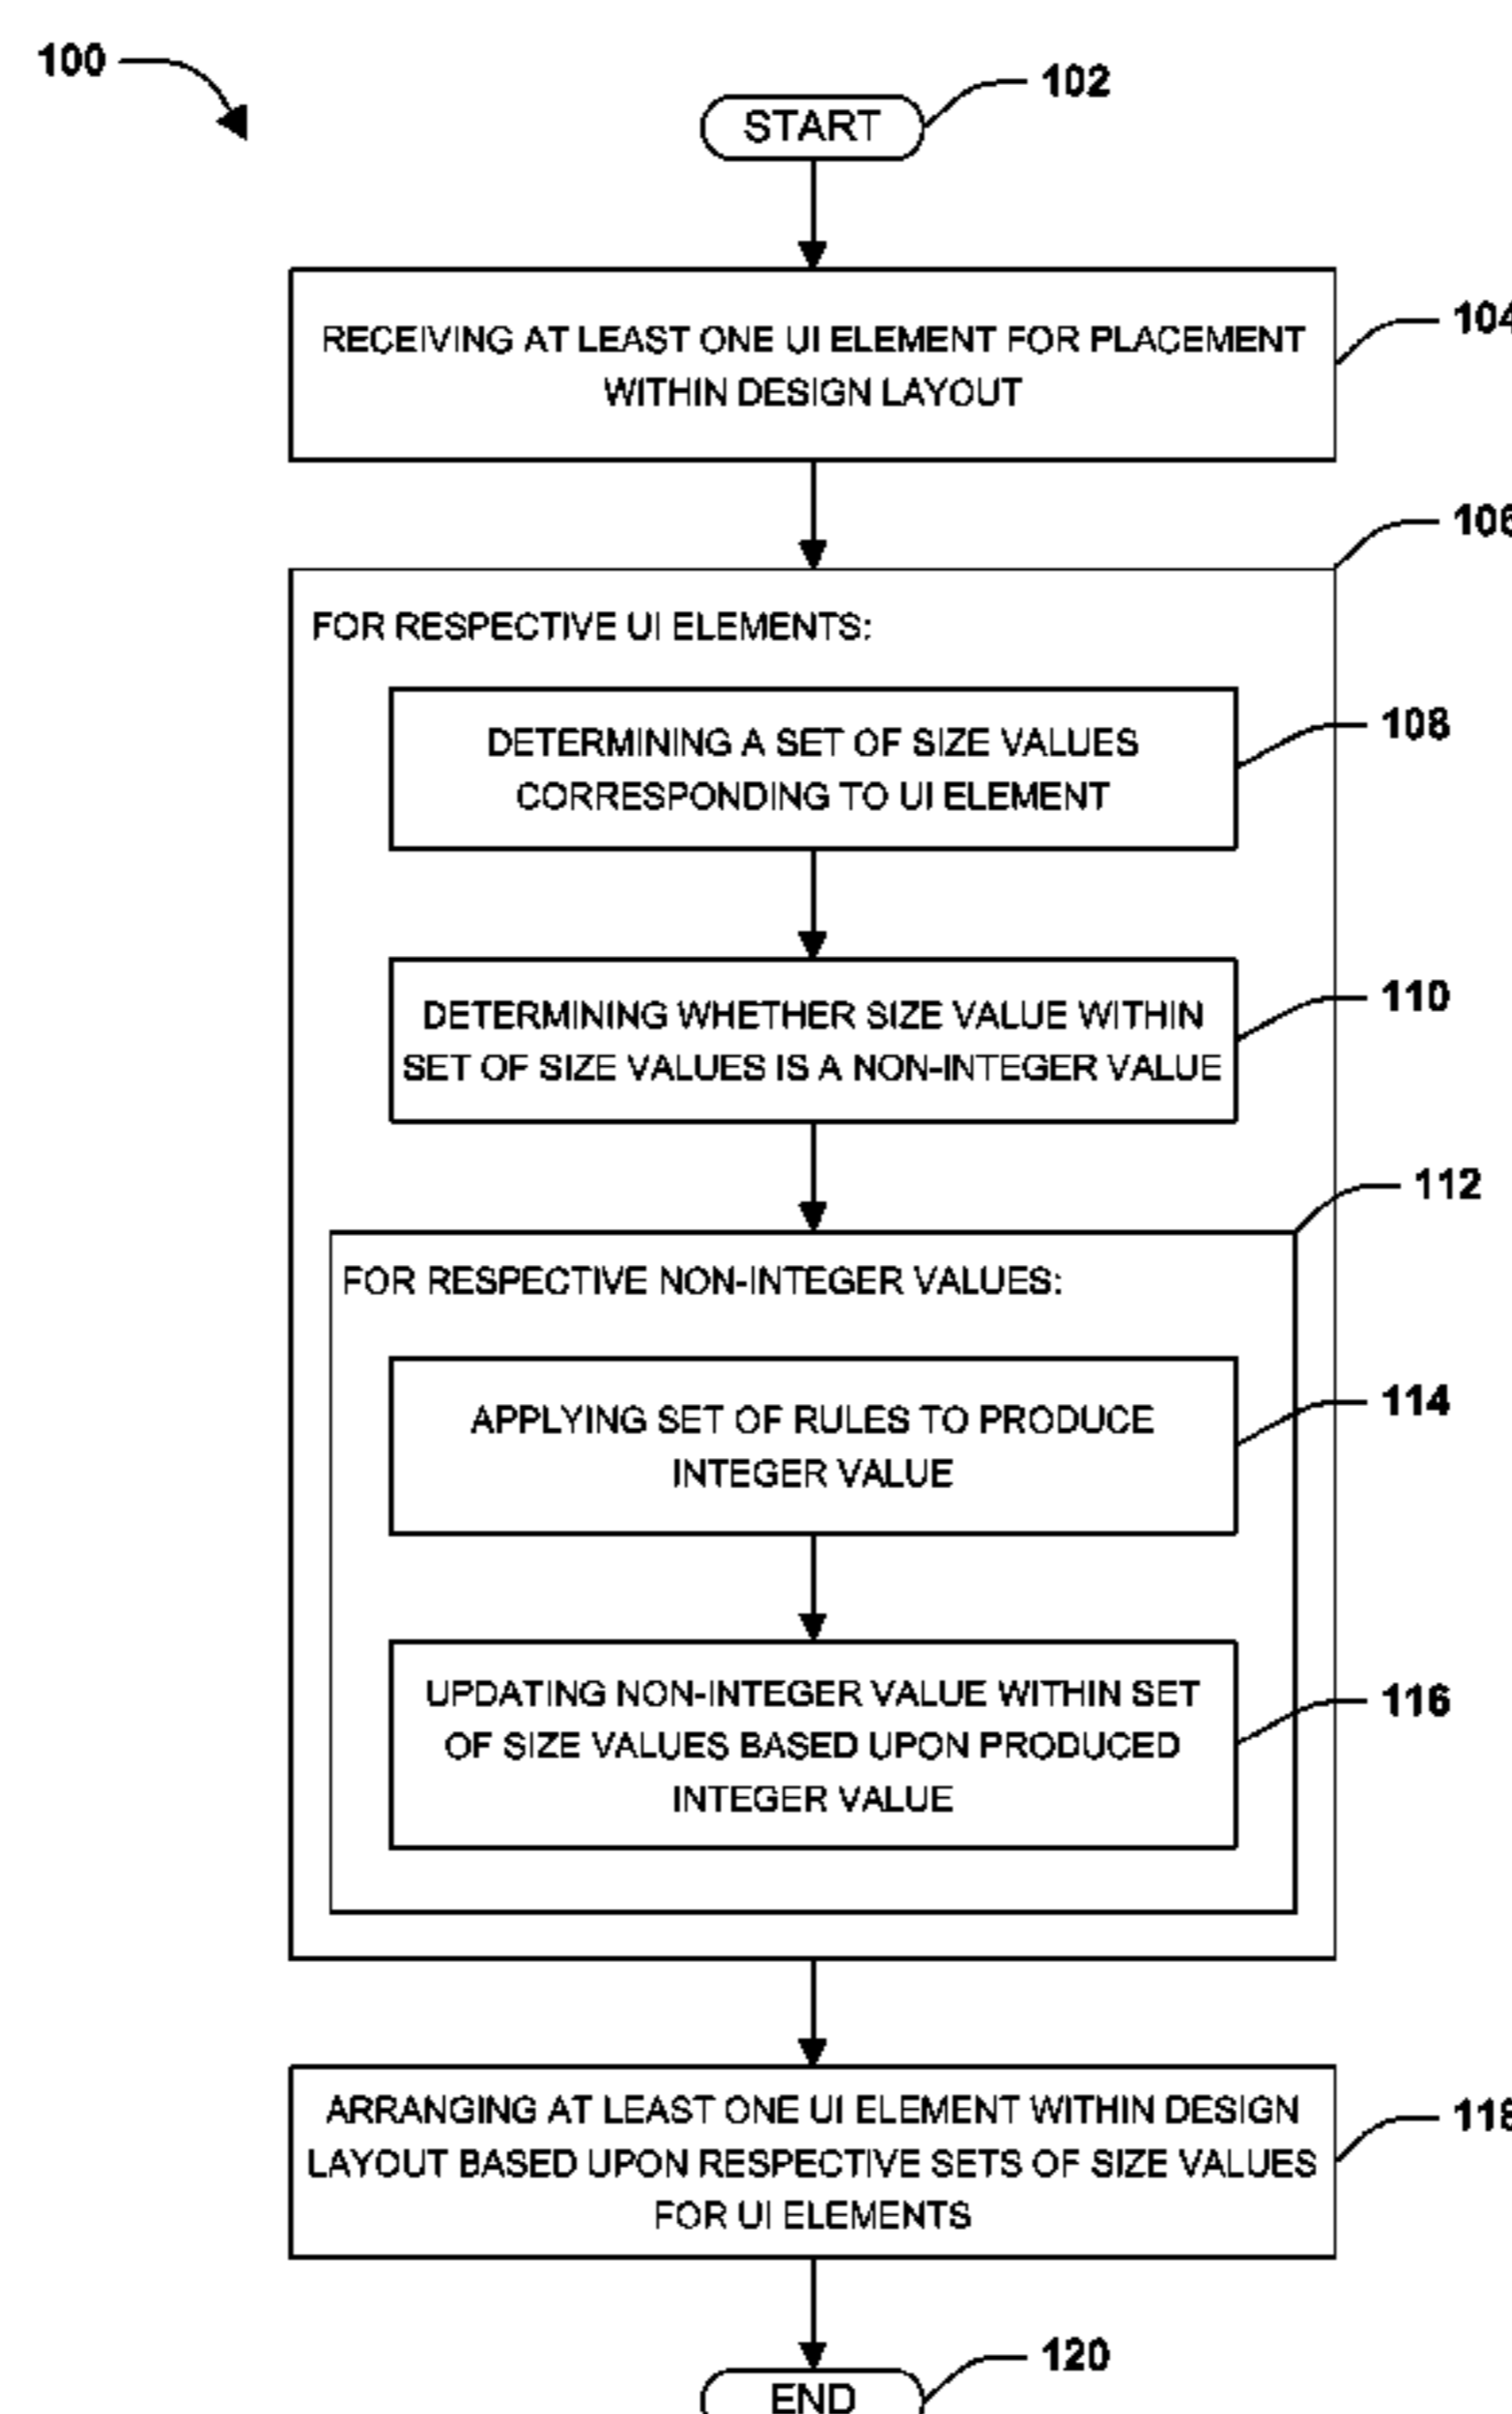 100
START
102
RECEIVING AT LEAST ONE UI ELEMENT FOR PLACEMENT
WITHIN DESIGN LAYOUT
104
106
FOR RESPECTIVE UI ELEMENTS:
DETERMINING A SET OF SIZE VALUES
CORRESPONDING TO UI ELEMENT
108
DETERMINING WHETHER SIZE VALUE WITHIN
SET OF SIZE VALUES IS A NON-INTEGER VALUE
110
112
FOR RESPECTIVE NON-INTEGER VALUES:
APPLYING SET OF RULES TO PRODUCE
INTEGER VALUE
114
UPDATING NON-INTEGER VALUE WITHIN SET
OF SIZE VALUES BASED UPON PRODUCED
INTEGER VALUE
116
ARRANGING AT LEAST ONE UI ELEMENT WITHIN DESIGN
LAYOUT BASED UPON RESPECTIVE SETS OF SIZE VALUES
FOR UI ELEMENTS
118
END
120